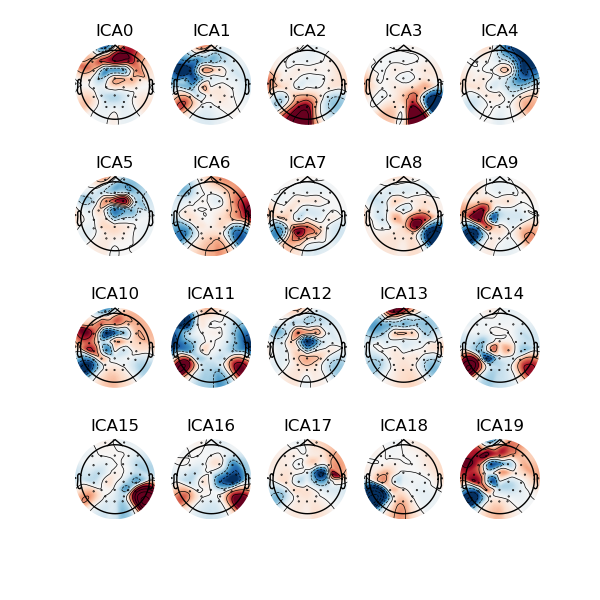 ICA0 ICA1 ICA2 ICA3 ICA4
ICA5 ICA6 ICA7 ICA8 ICA9
ICA10 ICA11 ICA12 ICA13 ICA14
ICA15 ICA16 ICA17 ICA18 ICA19